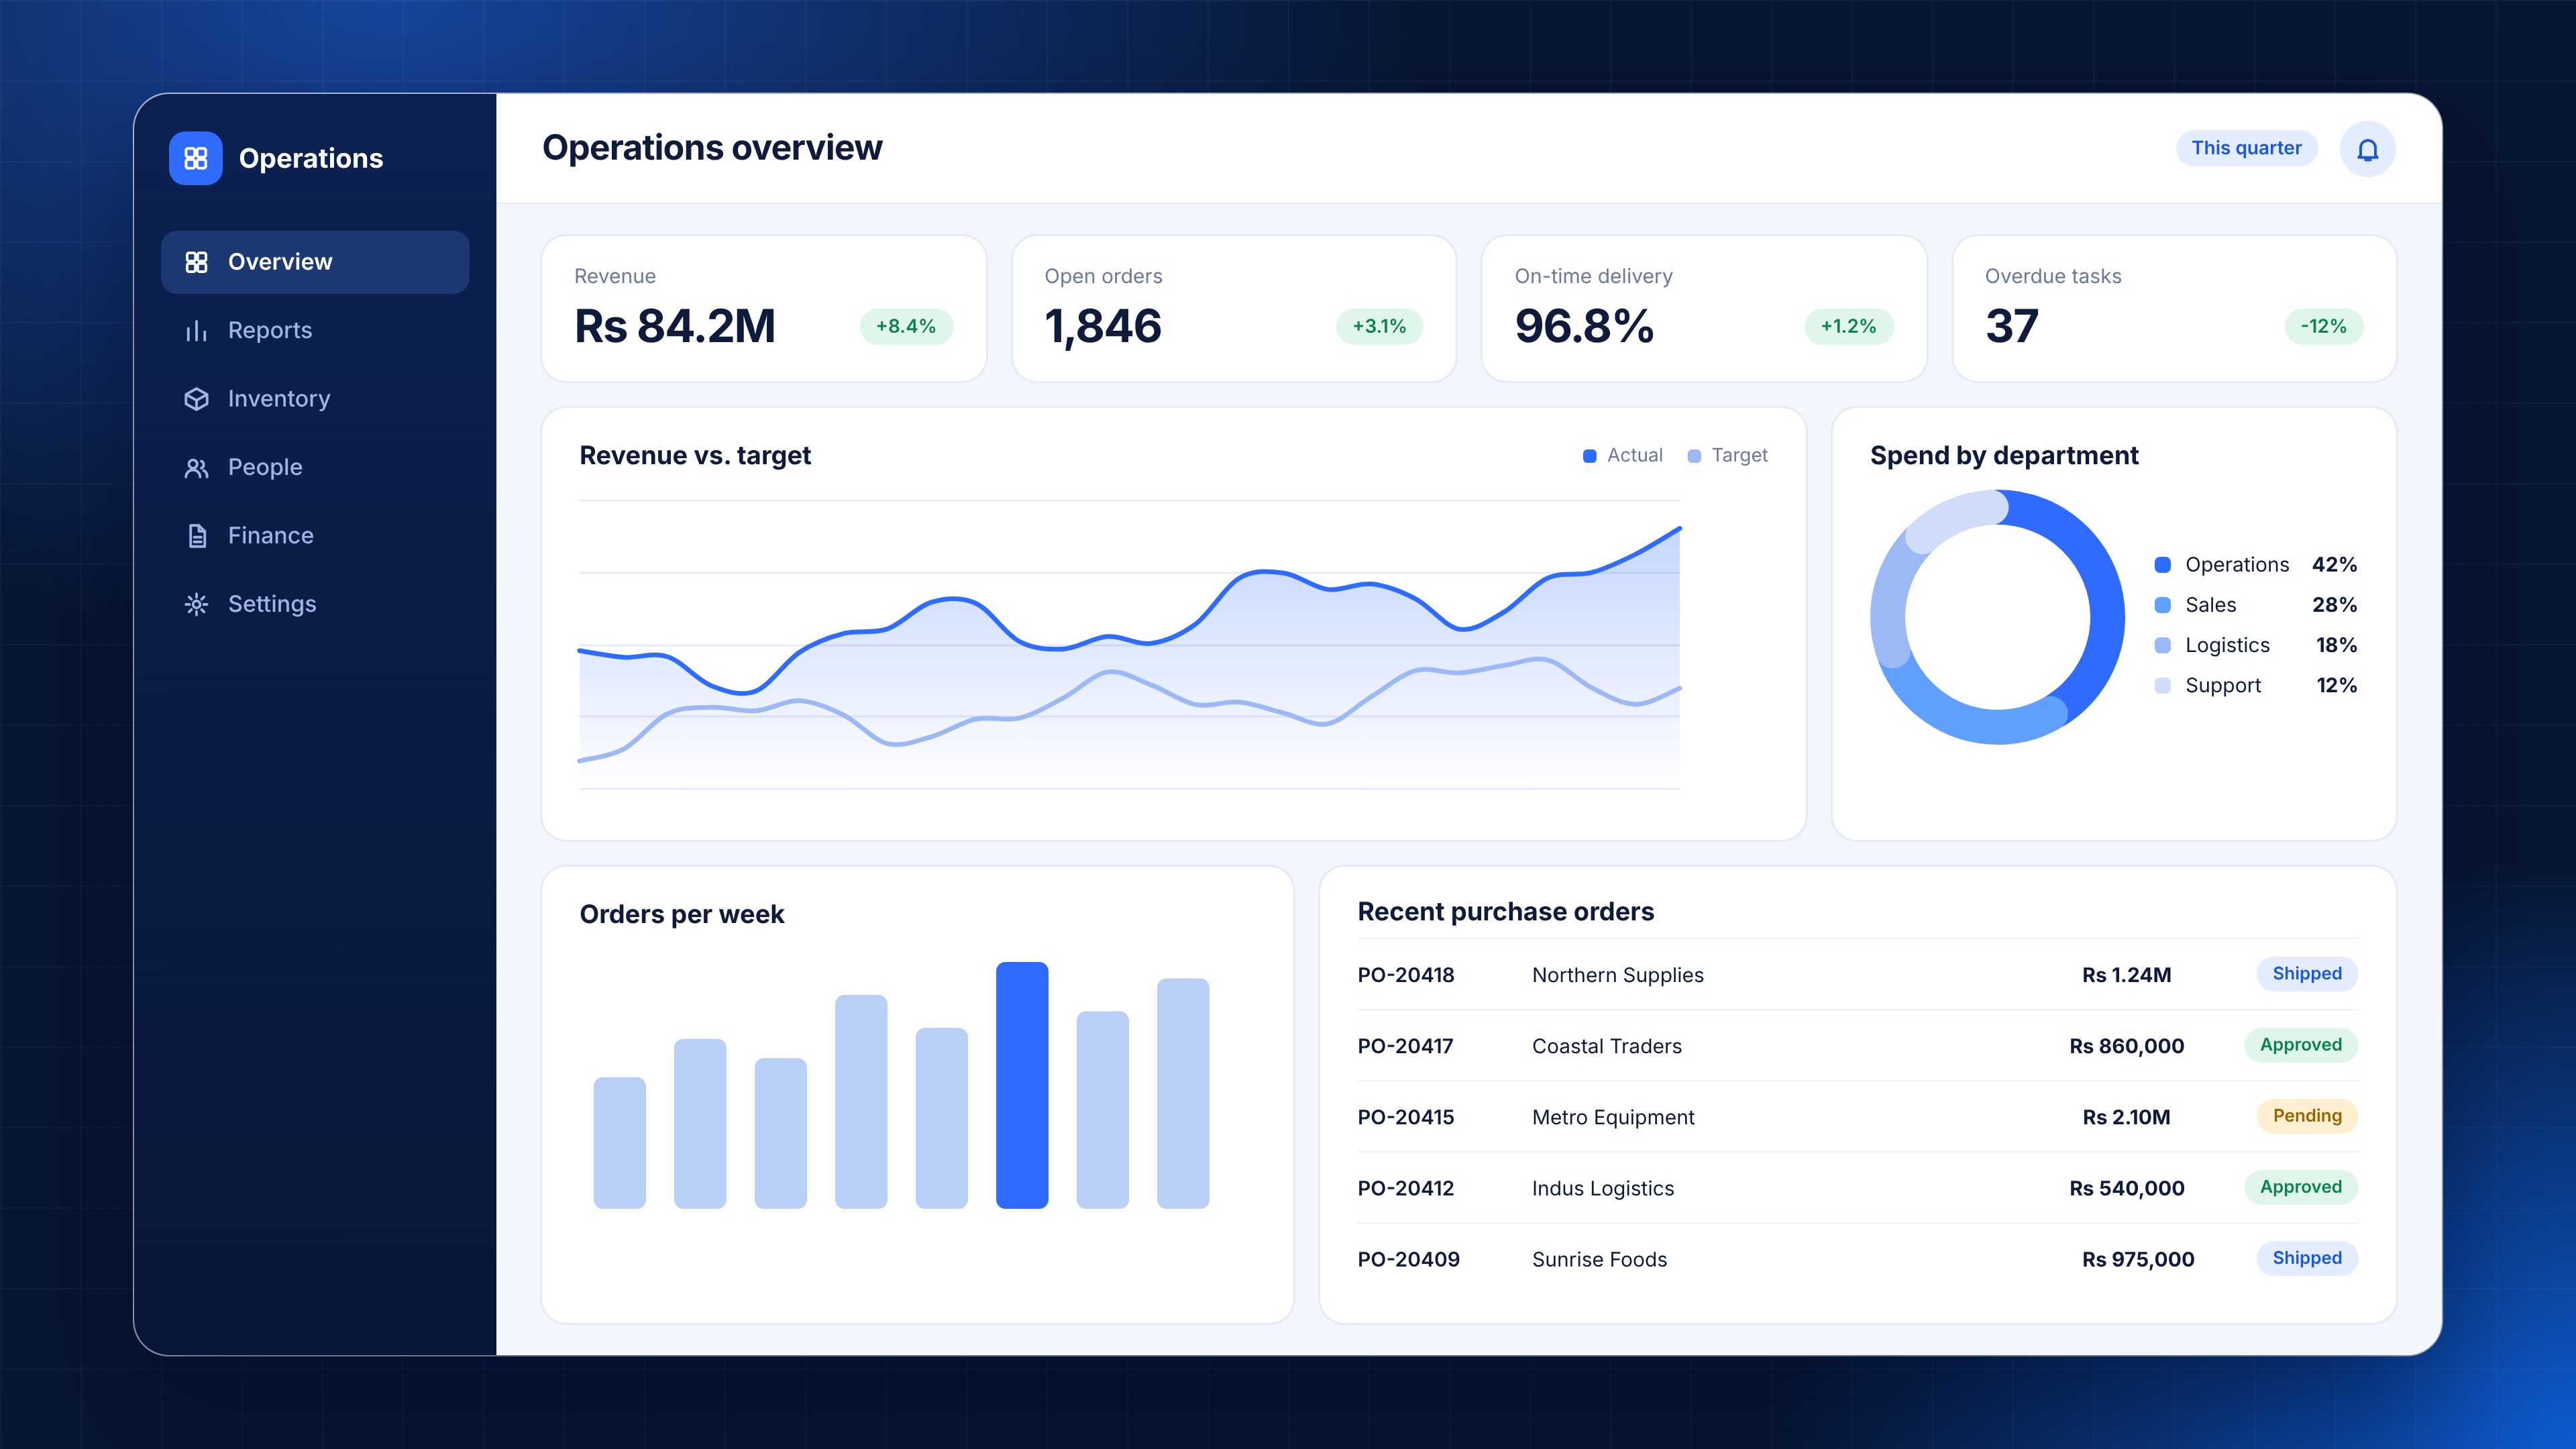 Operations
Overview
Reports
Inventory
People
Finance
Settings
Operations overview
This quarter
Revenue
Rs 84.2M +8.4%
Open orders
1,846 +3.1%
On-time delivery
96.8% +1.2%
Overdue tasks
37 -12%
Revenue vs. target
Actual Target
Spend by department
Operations 42%
Sales 28%
Logistics 18%
Support 12%
Orders per week
Recent purchase orders
PO-20418 Northern Supplies Rs 1.24M Shipped
PO-20417 Coastal Traders Rs 860,000 Approved
PO-20415 Metro Equipment Rs 2.10M Pending
PO-20412 Indus Logistics Rs 540,000 Approved
PO-20409 Sunrise Foods Rs 975,000 Shipped